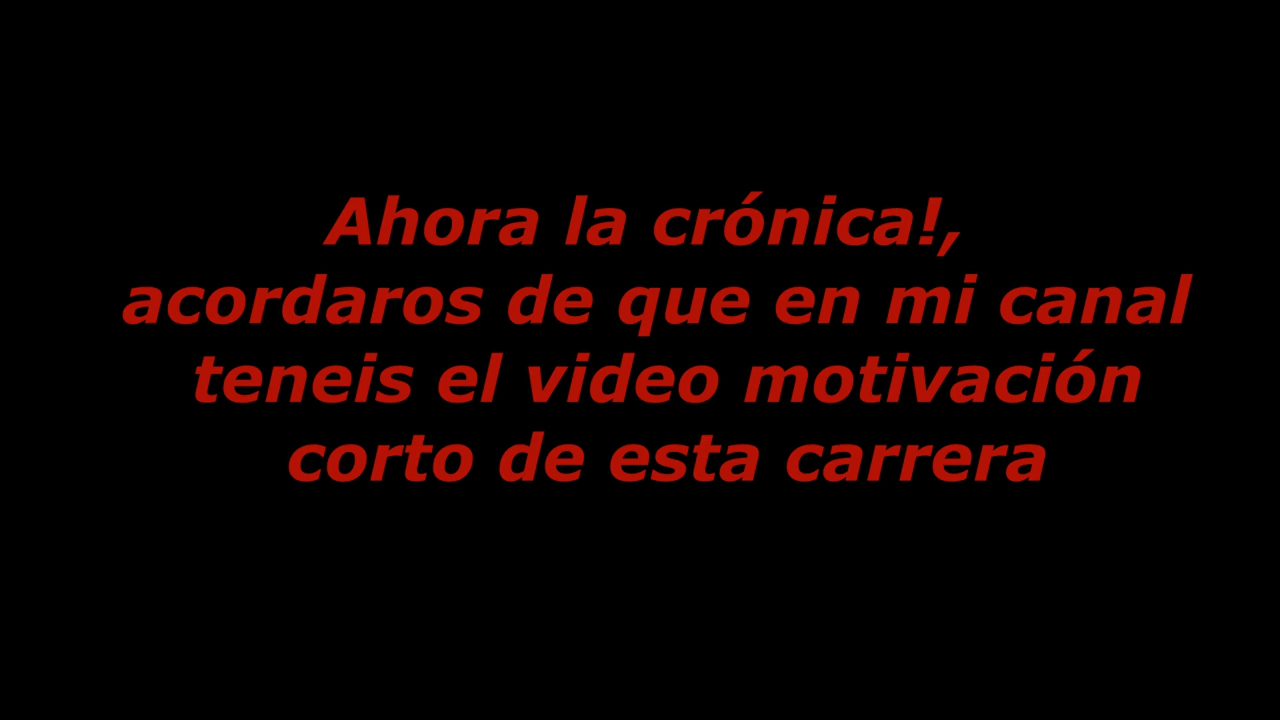 Ahora la crónica!,
acordaros de que en mi canal
teneis el video motivación
corto de esta carrera